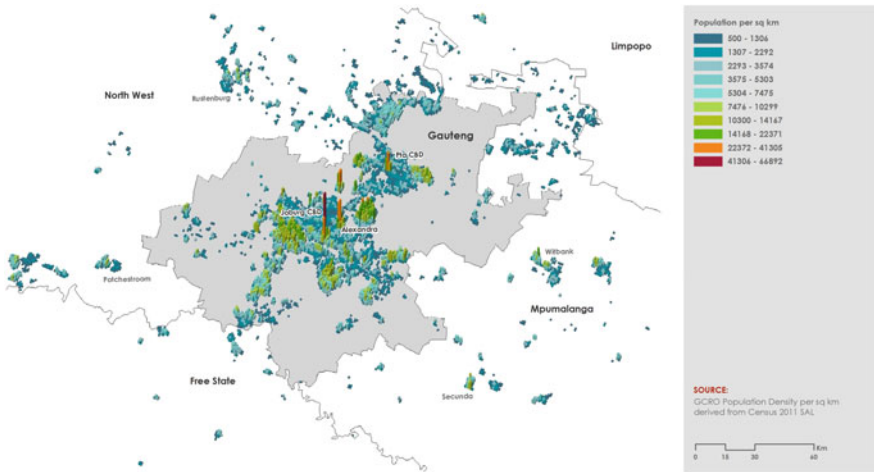 Limpopo
North West
Rustenburg
Gauteng
Pta CBD
Joburg CBD
Alexandra
Potchestroom
Witbank
Mpumalanga
Free State
Secunda
Population per sq km
500 - 1306
1307 - 2292
2293 - 3574
3575 - 5303
5304 - 7475
7476 - 10299
10300 - 14167
14168 - 22371
22372 - 41305
41306 - 66892
SOURCE:
GCRO Population Density per sq km
derived from Census 2011 SAL
Km
0 15 30 60